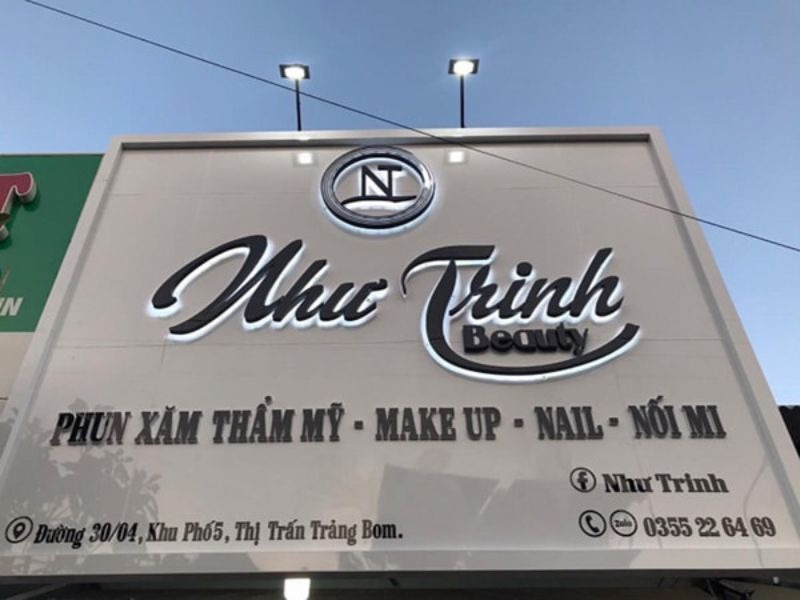 NT
Như Trinh
Beauty
PHUN XĂM THẨM MỸ - MAKE UP - NAIL - NỐI MI
Như Trinh
Đường 30/04, Khu Phố5, Thị Trấn Trảng Bom.
Zalo 0355 22 64 69